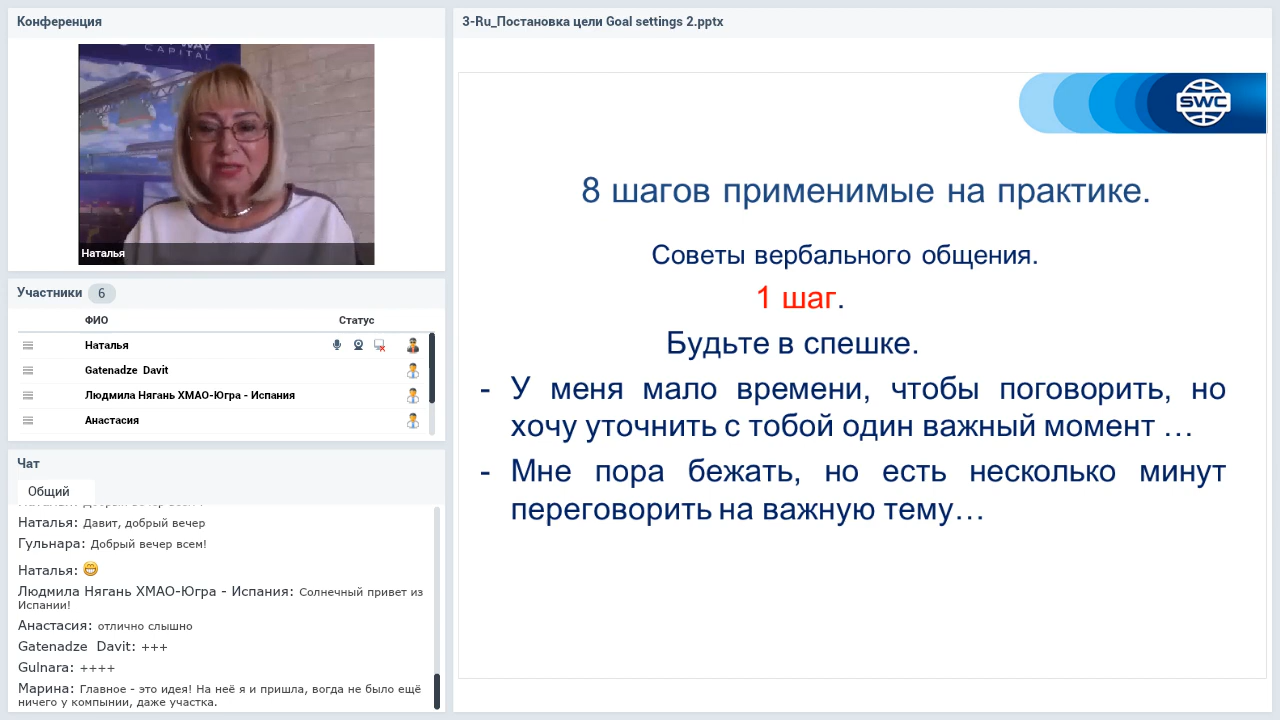 Конференция
CAPITAL
Наталья
Участники 6
ФИО Статус
Наталья
Gatenadze Davit
Людмила Нягань ХМАО-Югра - Испания
Анастасия
Чат
Общий
Наталья: Давит, добрый вечер
Гульнара: Добрый вечер всем!
Наталья:
Людмила Нягань ХМАО-Югра - Испания: Солнечный привет из
Испании!
Анастасия: отлично слышно
Gatenadze Davit: +++
Gulnara: ++++
Марина: Главное - это идея! На неё я и пришла, вогда не было ещё
ничего у компынии, даже участка.
3-Ru_Постановка цели Goal settings 2.pptx
SWC
8 шагов применимые на практике.
Советы вербального общения.
1 шаг.
Будьте в спешке.
- У меня мало времени, чтобы поговорить, но
хочу уточнить с тобой один важный момент …
- Мне пора бежать, но есть несколько минут
переговорить на важную тему…